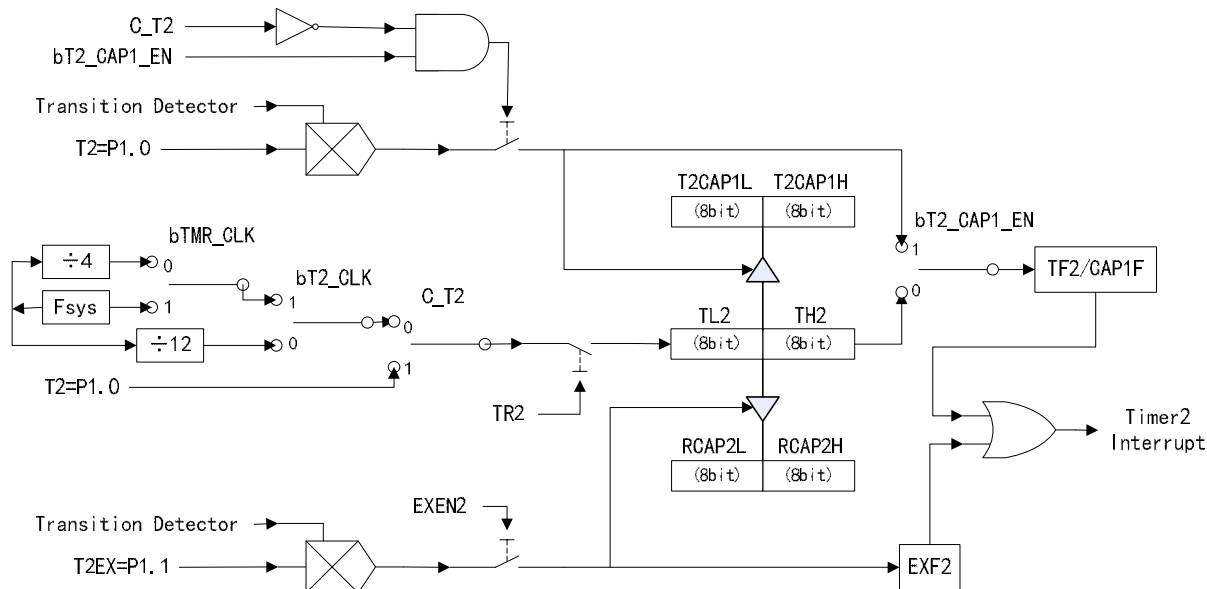 C_T2
bT2_CAP1_EN
Transition Detector
T2=P1.0
T2CAP1L T2CAP1H
(8bit) (8bit)
bT2_CAP1_EN
1
0
TF2/CAP1F
bTMR_CLK
÷4
0
Fsys
1
bT2_CLK
1
0
÷12
C_T2
0
1
T2=P1.0
TR2
TL2 TH2
(8bit) (8bit)
RCAP2L RCAP2H
(8bit) (8bit)
Timer2
Interrupt
EXEN2
Transition Detector
T2EX=P1.1
EXF2